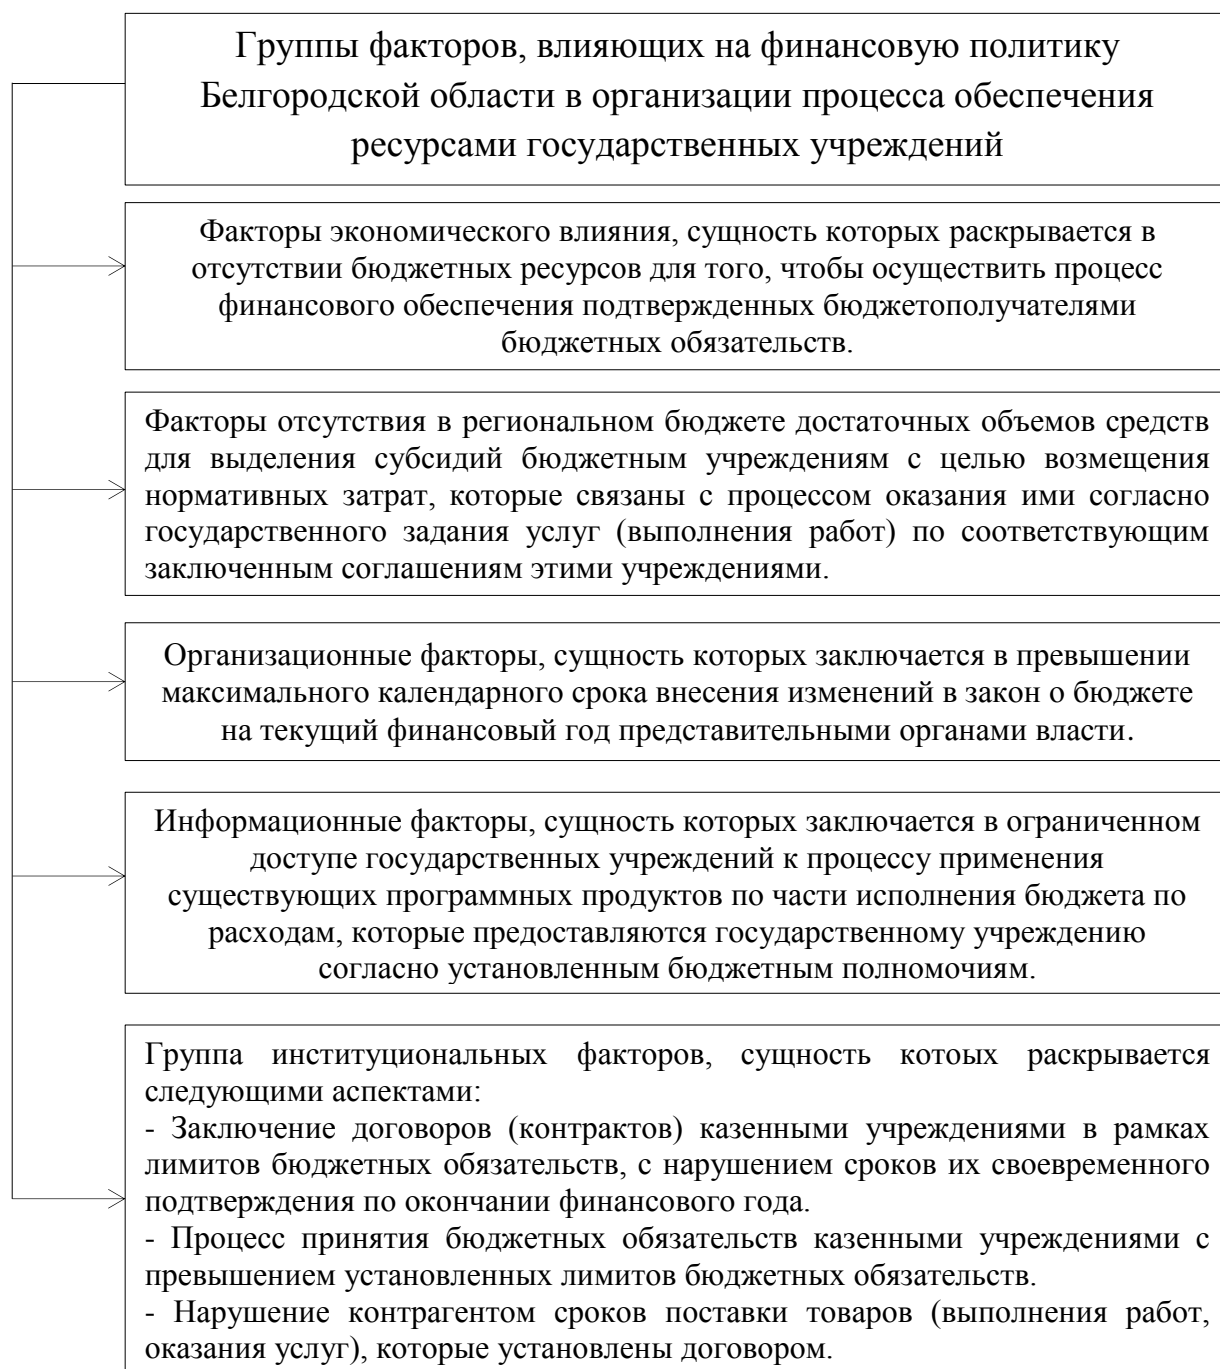 Группы факторов, влияющих на финансовую политику
Белгородской области в организации процесса обеспечения
ресурсами государственных учреждений
Факторы экономического влияния, сущность которых раскрывается в
отсутствии бюджетных ресурсов для того, чтобы осуществить процесс
финансового обеспечения подтвержденных бюджетополучателями
бюджетных обязательств.
Факторы отсутствия в региональном бюджете достаточных объемов средств
для выделения субсидий бюджетным учреждениям с целью возмещения
нормативных затрат, которые связаны с процессом оказания ими согласно
государственного задания услуг (выполнения работ) по соответствующим
заключенным соглашениям этими учреждениями.
Организационные факторы, сущность которых заключается в превышении
максимального календарного срока внесения изменений в закон о бюджете
на текущий финансовый год представительными органами власти.
Информационные факторы, сущность которых заключается в ограниченном
доступе государственных учреждений к процессу применения
существующих программных продуктов по части исполнения бюджета по
расходам, которые предоставляются государственному учреждению
согласно установленным бюджетным полномочиям.
Группа институциональных факторов, сущность котоых раскрывается
следующими аспектами:
- Заключение договоров (контрактов) казенными учреждениями в рамках
лимитов бюджетных обязательств, с нарушением сроков их своевременного
подтверждения по окончании финансового года.
- Процесс принятия бюджетных обязательств казенными учреждениями с
превышением установленных лимитов бюджетных обязательств.
- Нарушение контрагентом сроков поставки товаров (выполнения работ,
оказания услуг), которые установлены договором.